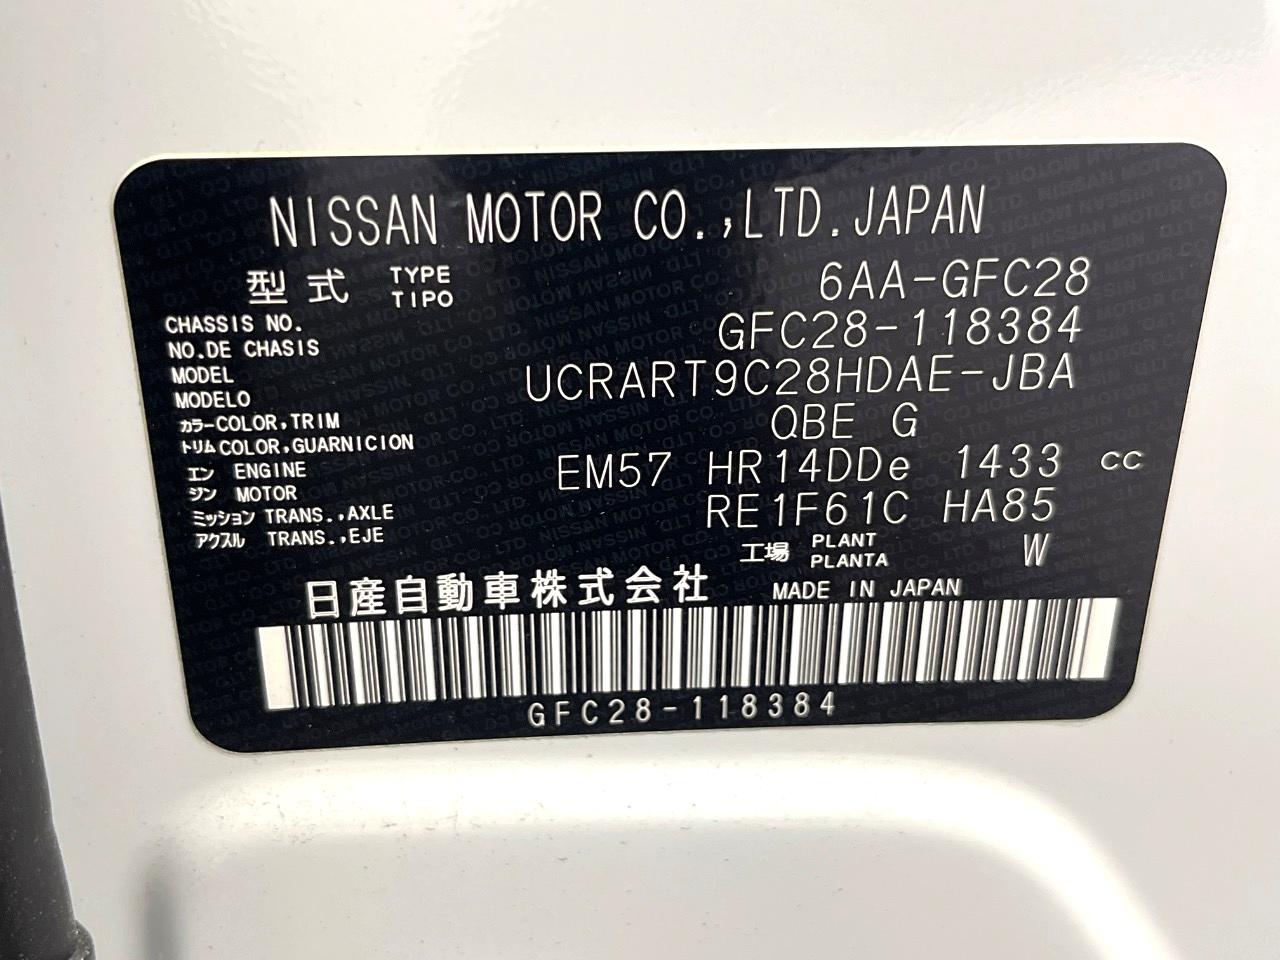 NISSAN MOTOR CO.,LTD.JAPAN
型式 TYPE TIPO 6AA-GFC28
CHASSIS NO. GFC28-118384
NO.DE CHASIS
MODEL UCRART9C28HDAE-JBA
MODELO
カラーCOLOR,TRIM QBE G
トリムCOLOR,GUARNICION
エン ENGINE EM57 HR14DDe 1433 cc
ジン MOTOR
ミッション TRANS.,AXLE RE1F61C HA85
アクスル TRANS.,EJE
工場 PLANT PLANTA W
日産自動車株式会社 MADE IN JAPAN
GFC28-118384